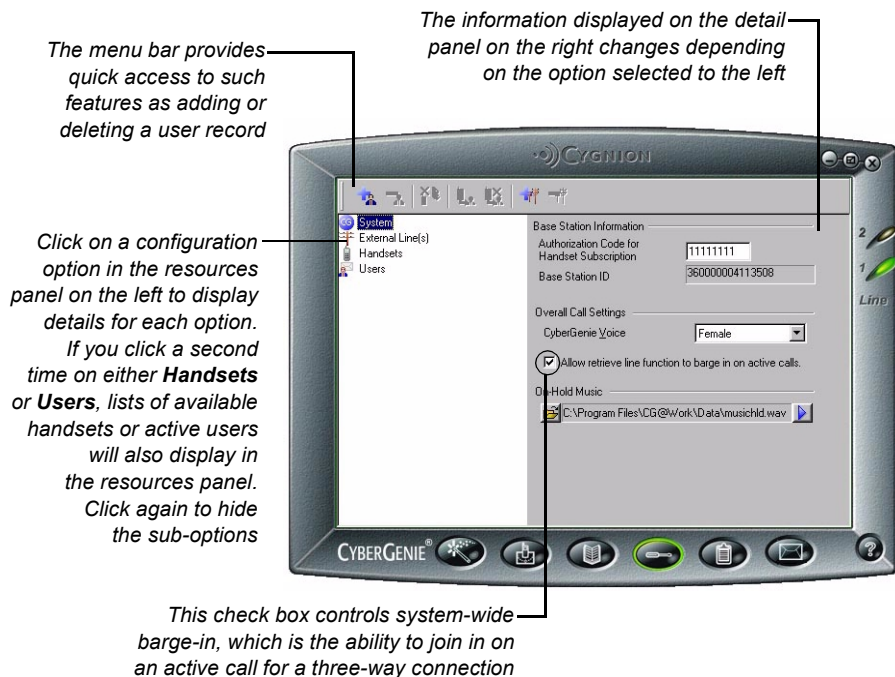 The information displayed on the detail
panel on the right changes depending
on the option selected to the left
The menu bar provides
quick access to such
features as adding or
deleting a user record
CYGNION
Click on a configuration
option in the resources
panel on the left to display
details for each option.
If you click a second
time on either Handsets
or Users, lists of available
handsets or active users
will also display in
the resources panel.
Click again to hide
the sub-options
CG System
External Line(s)
Handsets
Users
Base Station Information
Authorization Code for
Handset Subscription
11111111
Base Station ID
360000004113508
Overall Call Settings
CyberGenie Voice
Female
Allow retrieve line function to barge in on active calls.
On-Hold Music
C:\Program Files\CG@Work\Data\musichld.wav
2
1
Line
CYBERGENIE®
?
This check box controls system-wide
barge-in, which is the ability to join in on
an active call for a three-way connection